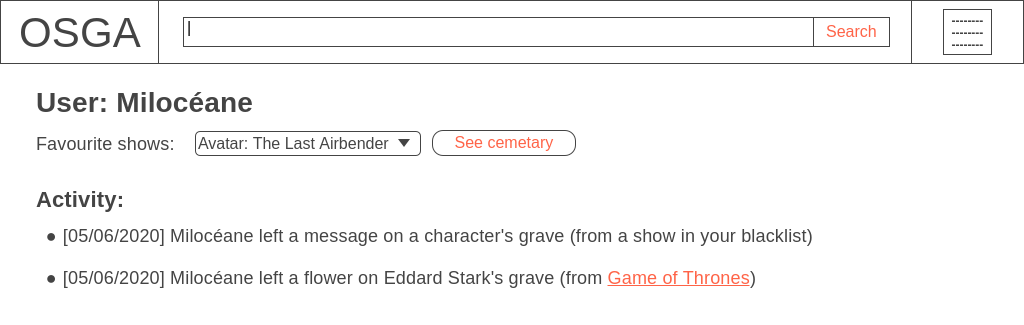 OSGA
Search
User: Milocéane
Favourite shows: Avatar: The Last Airbender See cemetary
Activity:
● [05/06/2020] Milocéane left a message on a character's grave (from a show in your blacklist)
● [05/06/2020] Milocéane left a flower on Eddard Stark's grave (from Game of Thrones)